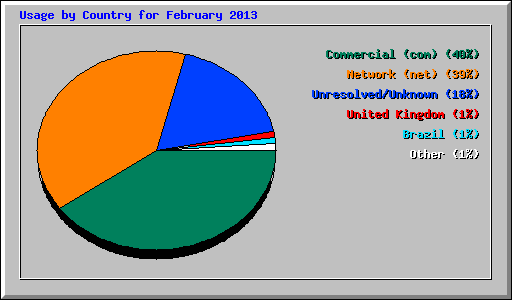 Usage by Country for February 2013
Commercial (com) (40%)
Network (net) (39%)
Unresolved/Unknown (18%)
United Kingdom (1%)
Brazil (1%)
Other (1%)